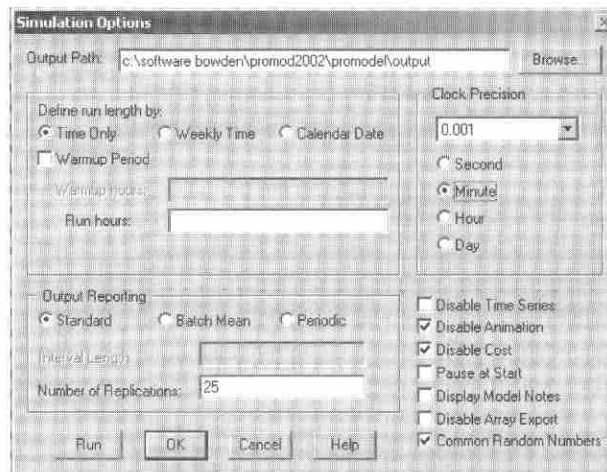 Simulation Options
Output Path: c:\software bowden\promod2002\promodel\output Browse...
Define run length by:
Time Only Weekly Time Calendar Date
Warmup Period
Warmup hours:
Run hours:
Clock Precision
0.001
Second
Minute
Hour
Day
Output Reporting
Standard Batch Mean Periodic
Interval Length:
Number of Replications: 25
Disable Time Series
Disable Animation
Disable Cost
Pause at Start
Display Model Notes
Disable Array Export
Common Random Numbers
Run OK Cancel Help